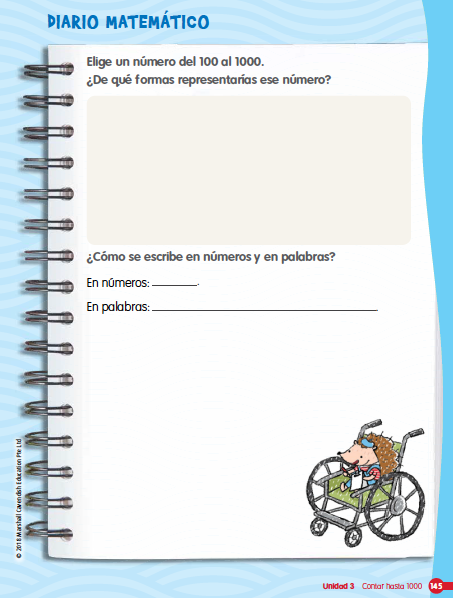 DIARIO MATEMÁTICO
Elige un número del 100 al 1000.
¿De qué formas representarías ese número?
¿Cómo se escribe en números y en palabras?
En números: ________.
En palabras: ______________________________
© 2018 Marshall Cavendish Education Pte Ltd
Unidad 3 Contar hasta 1000 145